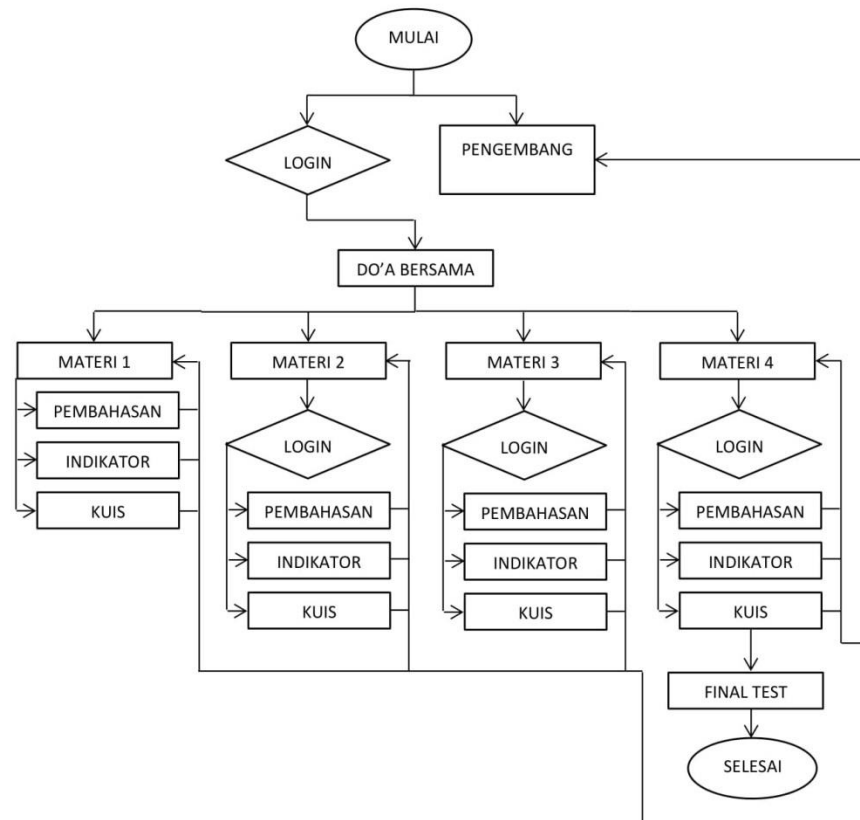 MULAI
LOGIN
PENGEMBANG
DO'A BERSAMA
MATERI 1
MATERI 2
MATERI 3
MATERI 4
PEMBAHASAN
INDIKATOR
KUIS
LOGIN
PEMBAHASAN
INDIKATOR
KUIS
LOGIN
PEMBAHASAN
INDIKATOR
KUIS
LOGIN
PEMBAHASAN
INDIKATOR
KUIS
FINAL TEST
SELESAI